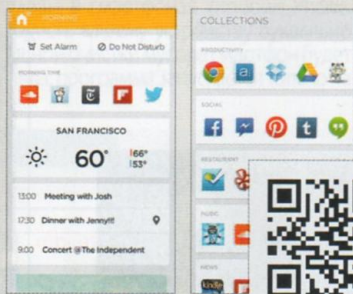 MORNING
Set Alarm
Do Not Disturb
MORNING TIME
SAN FRANCISCO
60°
66°
53°
13:00 Meeting with Josh
17:30 Dinner with Jenny!!!
9:00 Concert @The Independent
COLLECTIONS
PRODUCTIVITY
a
SOCIAL
f
t
RESTAURANT
MUSIC
NEWS
kindle